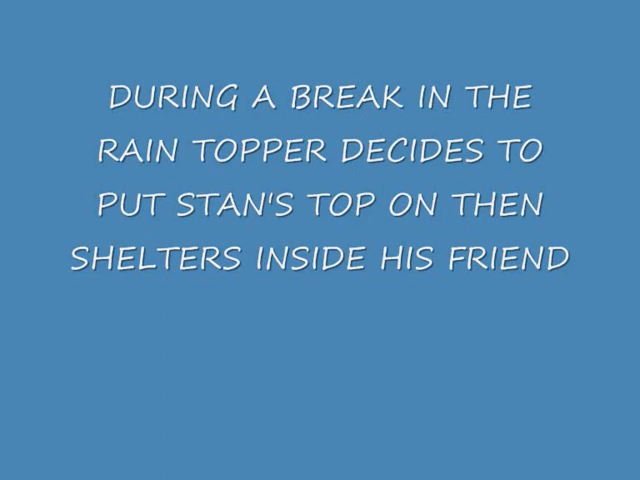 DURING A BREAK IN THE
RAIN TOPPER DECIDES TO
PUT STAN'S TOP ON THEN
SHELTERS INSIDE HIS FRIEND